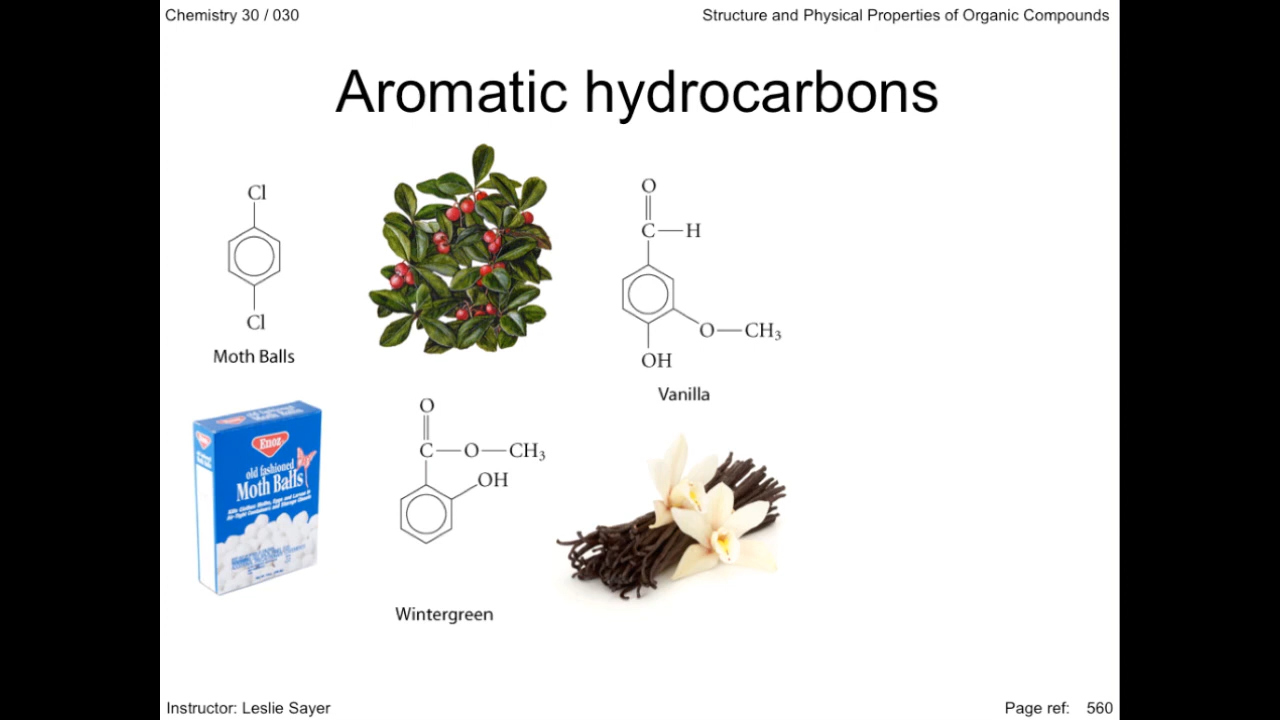 Chemistry 30 / 030
Structure and Physical Properties of Organic Compounds
Aromatic hydrocarbons
Cl
Cl
Moth Balls
O
C—H
O—CH₃
OH
Vanilla
Enoz
old fashioned
Moth Balls
O
C—O—CH₃
OH
Wintergreen
Instructor: Leslie Sayer
Page ref: 560